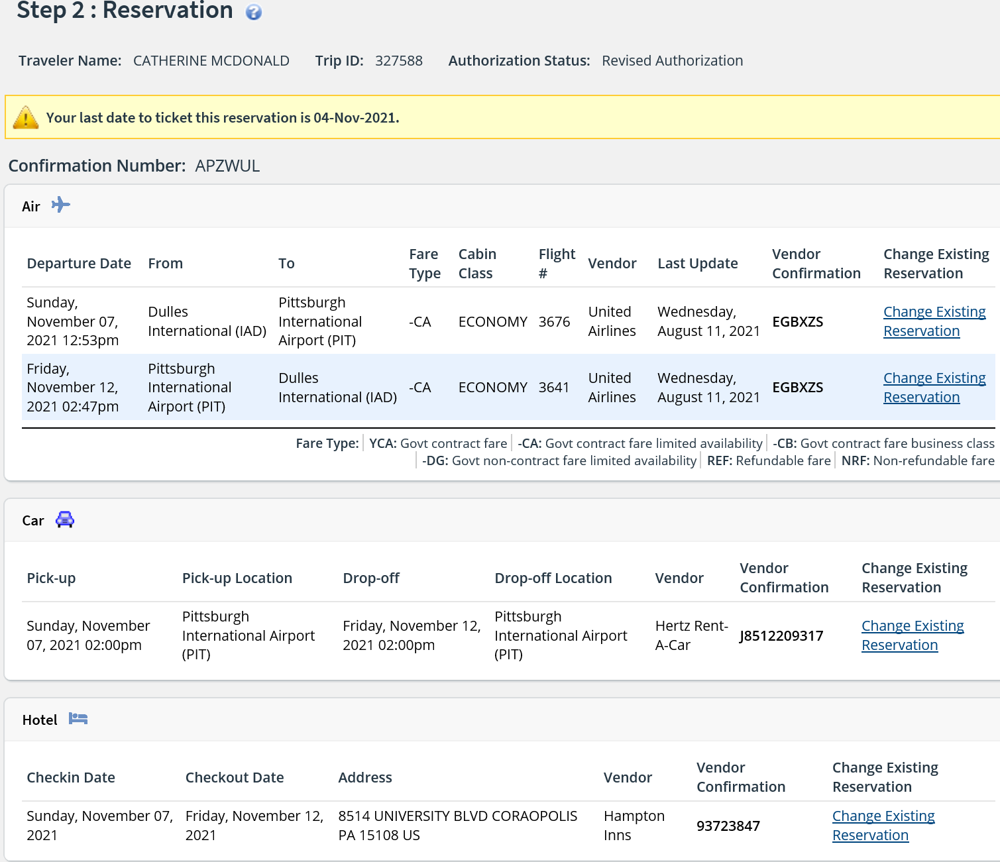 Step 2 : Reservation
Traveler Name: CATHERINE MCDONALD Trip ID: 327588 Authorization Status: Revised Authorization
Your last date to ticket this reservation is 04-Nov-2021.
Confirmation Number: APZWUL
Air
Departure Date From To Fare Type Cabin Class Flight # Vendor Last Update Vendor Confirmation Change Existing Reservation
Sunday, November 07, 2021 12:53pm Dulles International (IAD) Pittsburgh International Airport (PIT) -CA ECONOMY 3676 United Airlines Wednesday, August 11, 2021 EGBXZS Change Existing Reservation
Friday, November 12, 2021 02:47pm Pittsburgh International Airport (PIT) Dulles International (IAD) -CA ECONOMY 3641 United Airlines Wednesday, August 11, 2021 EGBXZS Change Existing Reservation
Fare Type: YCA: Govt contract fare -CA: Govt contract fare limited availability -CB: Govt contract fare business class
-DG: Govt non-contract fare limited availability REF: Refundable fare NRF: Non-refundable fare
Car
Pick-up Pick-up Location Drop-off Drop-off Location Vendor Vendor Confirmation Change Existing Reservation
Sunday, November 07, 2021 02:00pm Pittsburgh International Airport (PIT) Friday, November 12, 2021 02:00pm Pittsburgh International Airport (PIT) Hertz Rent-A-Car J8512209317 Change Existing Reservation
Hotel
Checkin Date Checkout Date Address Vendor Vendor Confirmation Change Existing Reservation
Sunday, November 07, 2021 Friday, November 12, 2021 8514 UNIVERSITY BLVD CORAOPOLIS PA 15108 US Hampton Inns 93723847 Change Existing Reservation